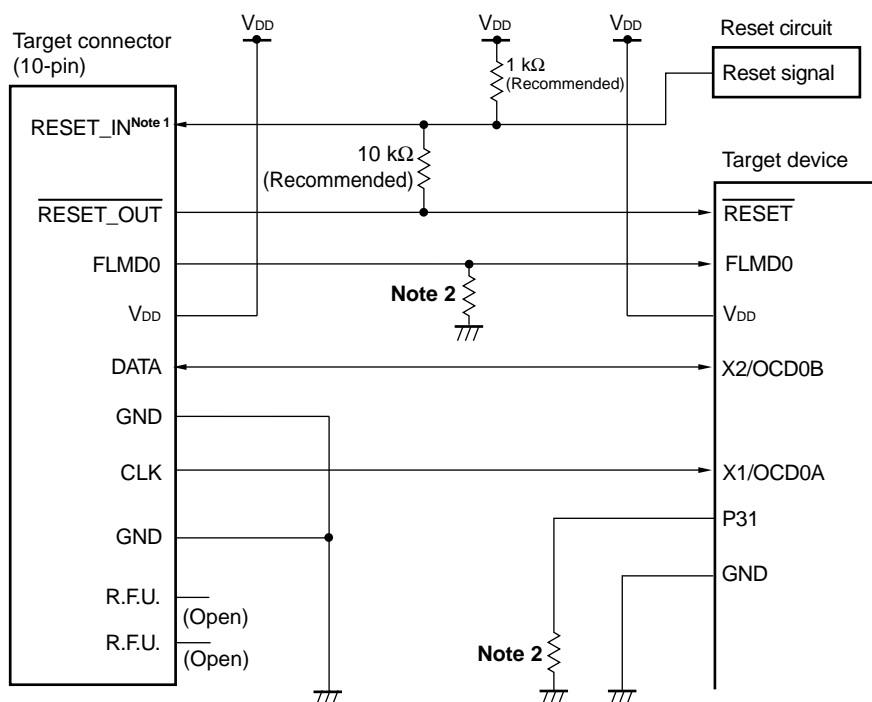 VDD
VDD
VDD
Target connector
(10-pin)
Reset circuit
Reset signal
1 kΩ
(Recommended)
RESET_IN Note 1
10 kΩ
(Recommended)
Target device
RESET_OUT
RESET
FLMD0
FLMD0
Note 2
VDD
VDD
DATA
X2/OCD0B
GND
CLK
X1/OCD0A
P31
GND
GND
R.F.U.
(Open)
R.F.U.
(Open)
Note 2